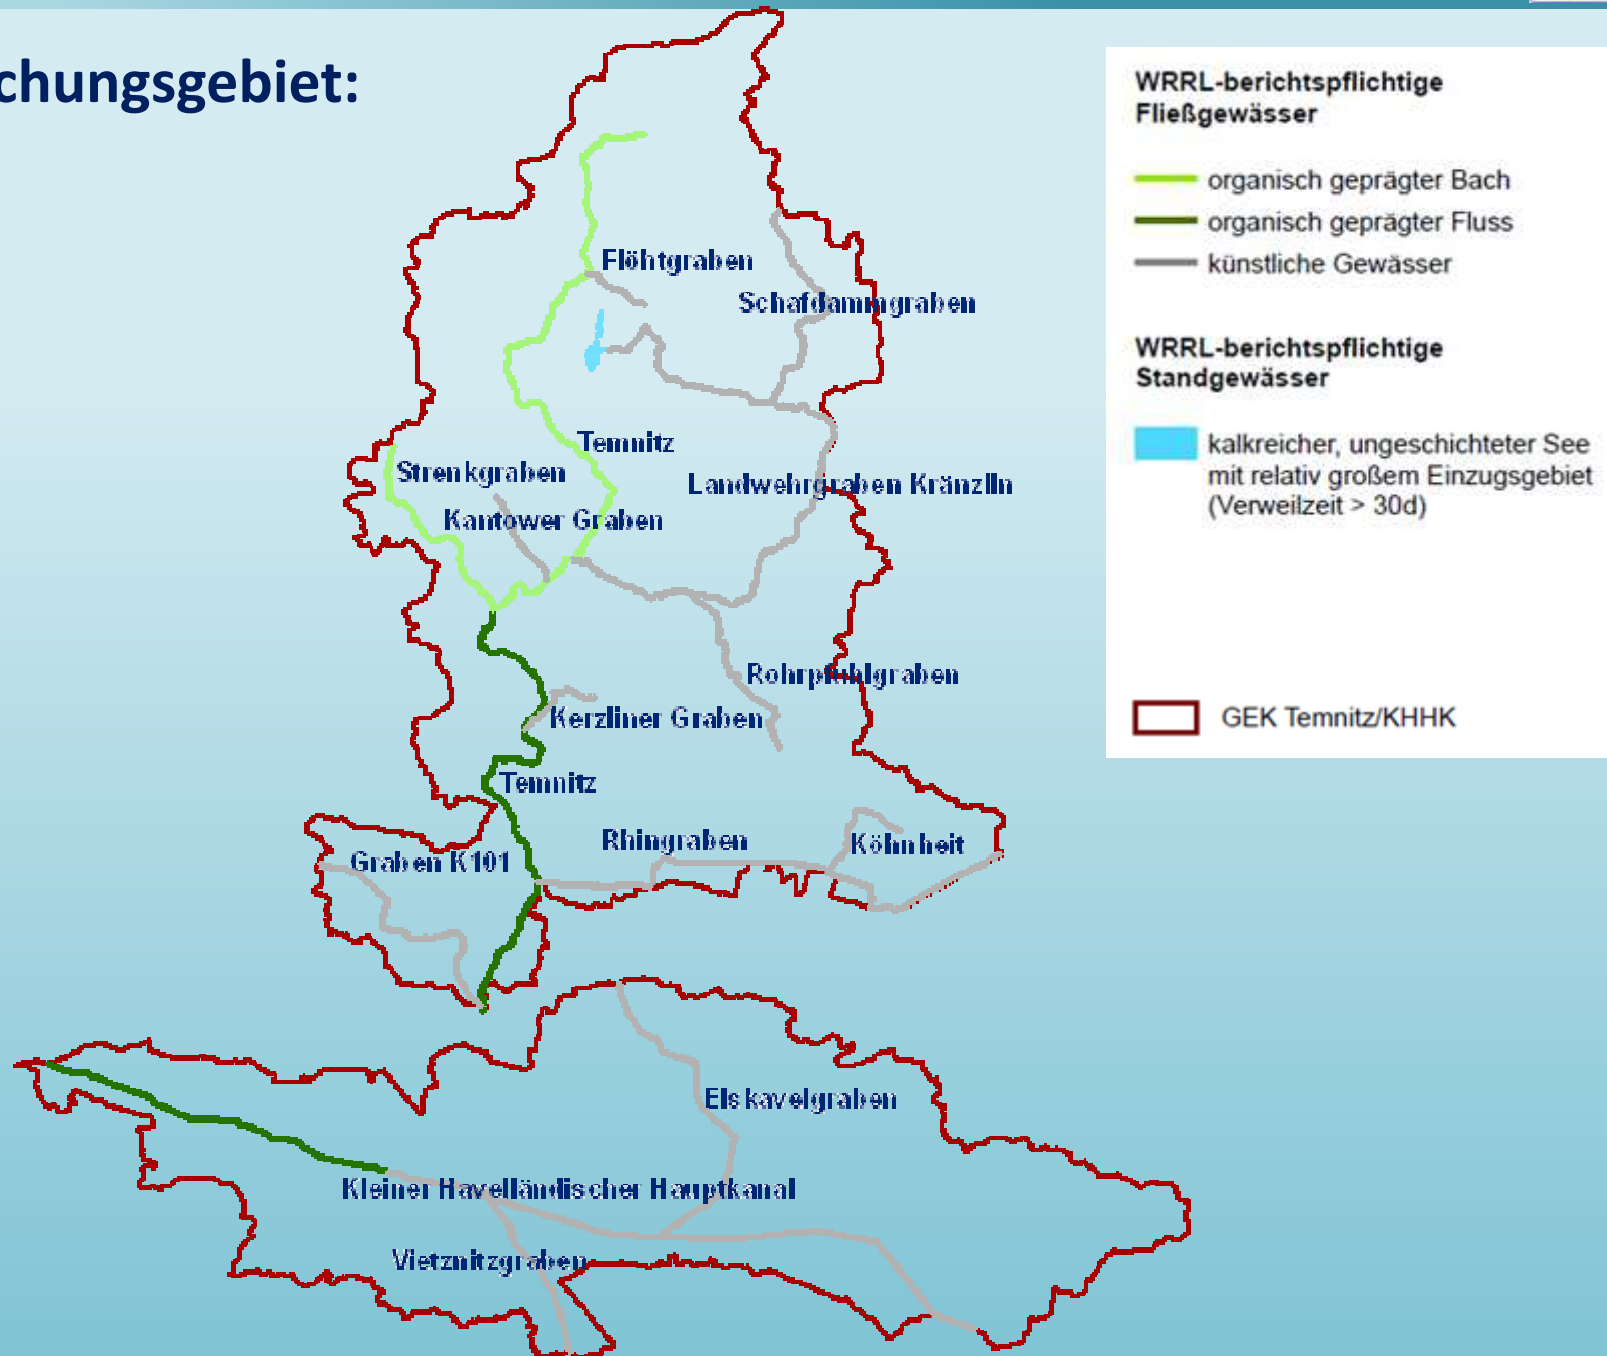 chungsgebiet:
WRRL-berichtspflichtige
Fließgewässer
organisch geprägter Bach
organisch geprägter Fluss
künstliche Gewässer
WRRL-berichtspflichtige
Standgewässer
kalkreicher, ungeschichteter See
mit relativ großem Einzugsgebiet
(Verweilzeit > 30d)
GEK Temnitz/KHHK
Flöhtgraben
Schafdammgraben
Temnitz
Strenkgraben
Landwehrgraben Kränzlin
Kantower Graben
Rohrpfuhlgraben
Kerzliner Graben
Temnitz
Rhingraben
Köhnheit
Graben K101
Elskavelgraben
Kleiner Havelländischer Hauptkanal
Vietznitzgraben